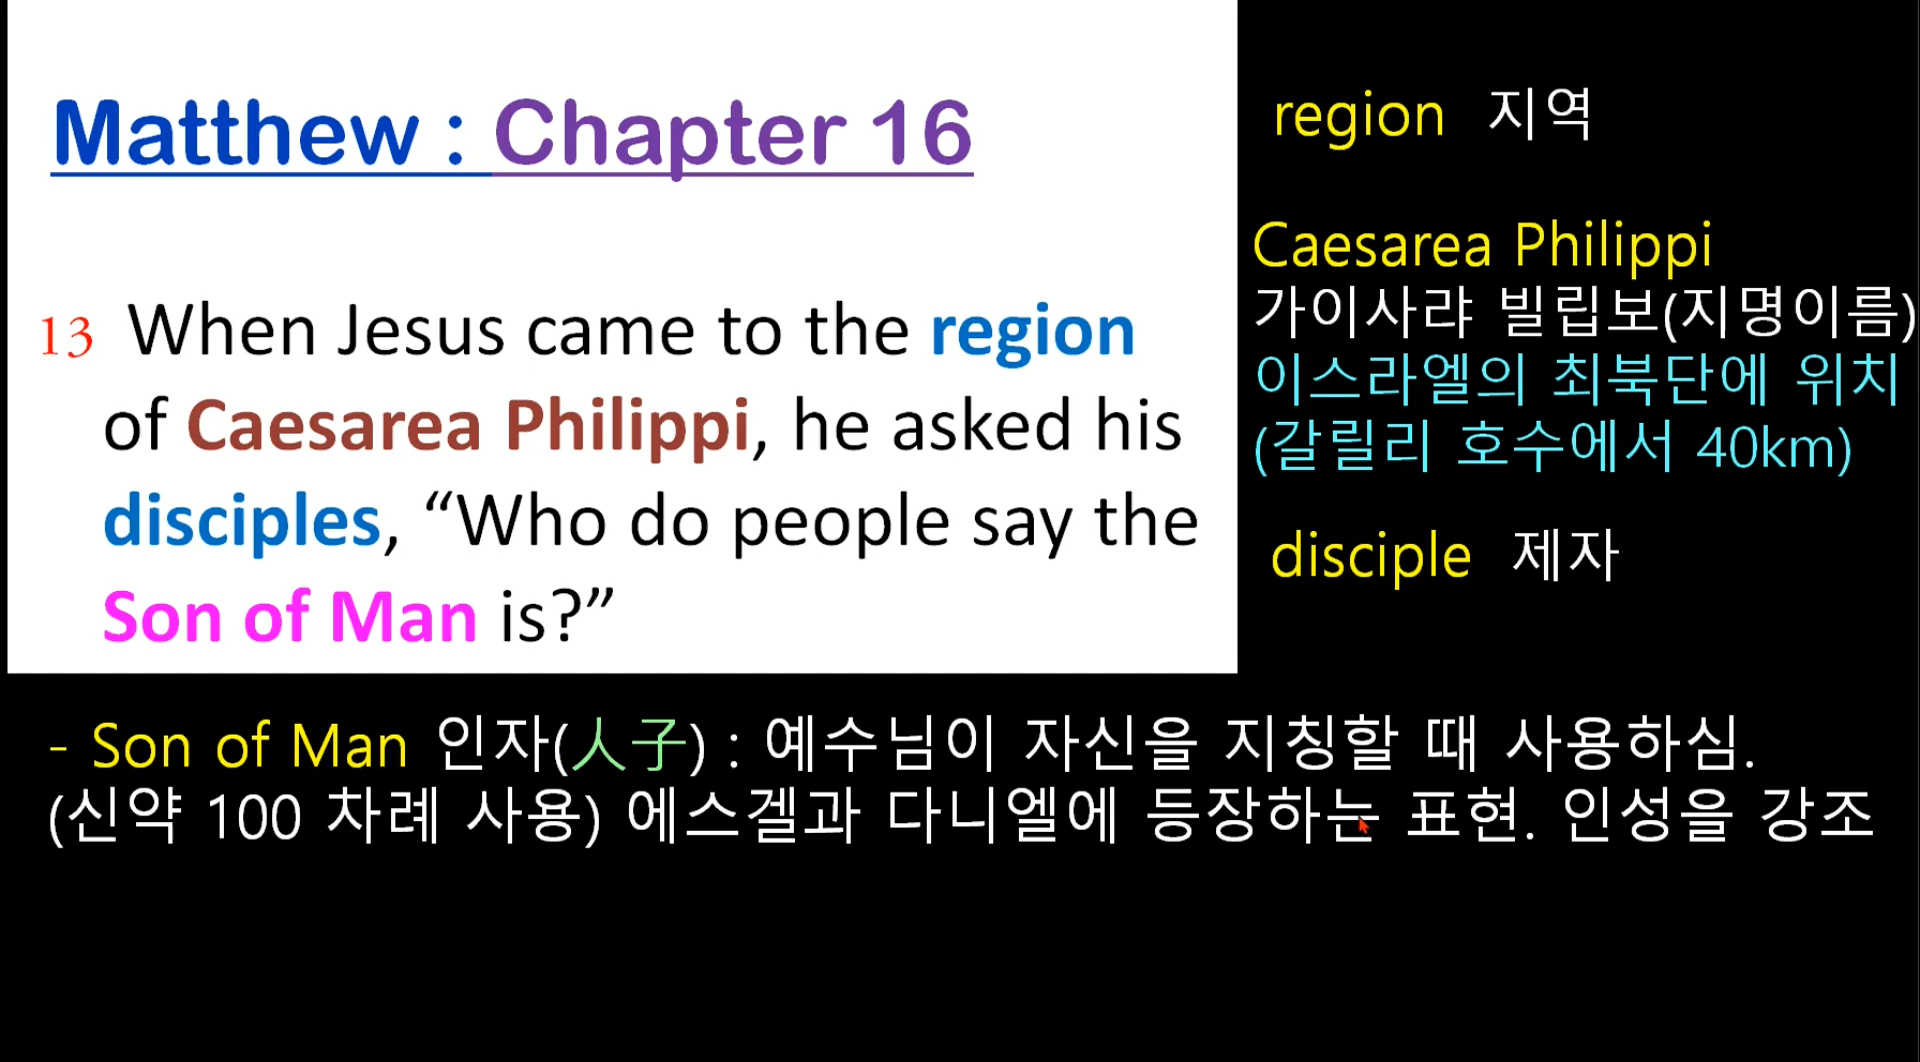 Matthew : Chapter 16
13 When Jesus came to the region
of Caesarea Philippi, he asked his
disciples, “Who do people say the
Son of Man is?”
region 지역
Caesarea Philippi
가이사랴 빌립보(지명이름)
이스라엘의 최북단에 위치
(갈릴리 호수에서 40km)
disciple 제자
- Son of Man 인자(人子) : 예수님이 자신을 지칭할 때 사용하심.
(신약 100 차례 사용) 에스겔과 다니엘에 등장하는 표현. 인성을 강조